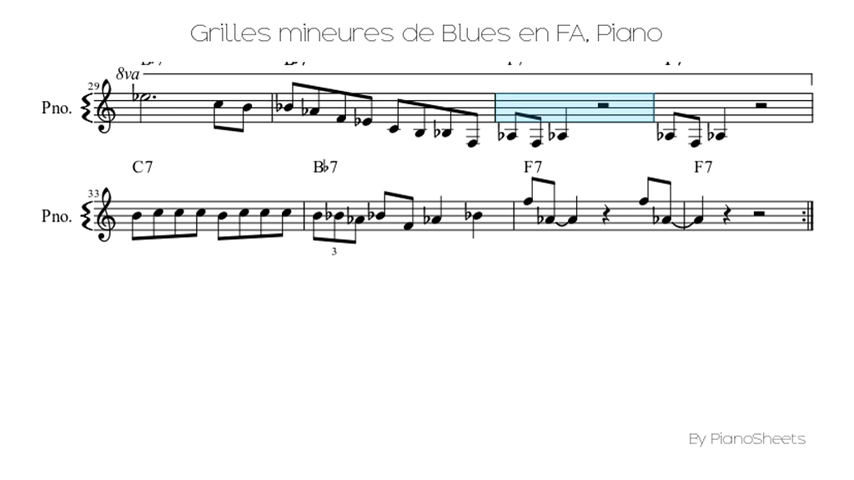 Grilles mineures de Blues en FA, Piano
8va
29
Pno.
C7 B♭7 F7 F7
33
Pno.
3
By PianoSheets